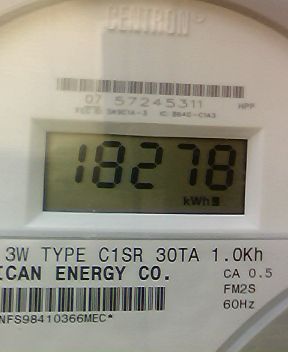 CENTRON
07 57245311 HPP
18278
kWh
3W TYPE C1SR 30TA 1.0Kh
ICAN ENERGY CO. CA 0.5
FM2S
NFS98410366MEC* 60Hz